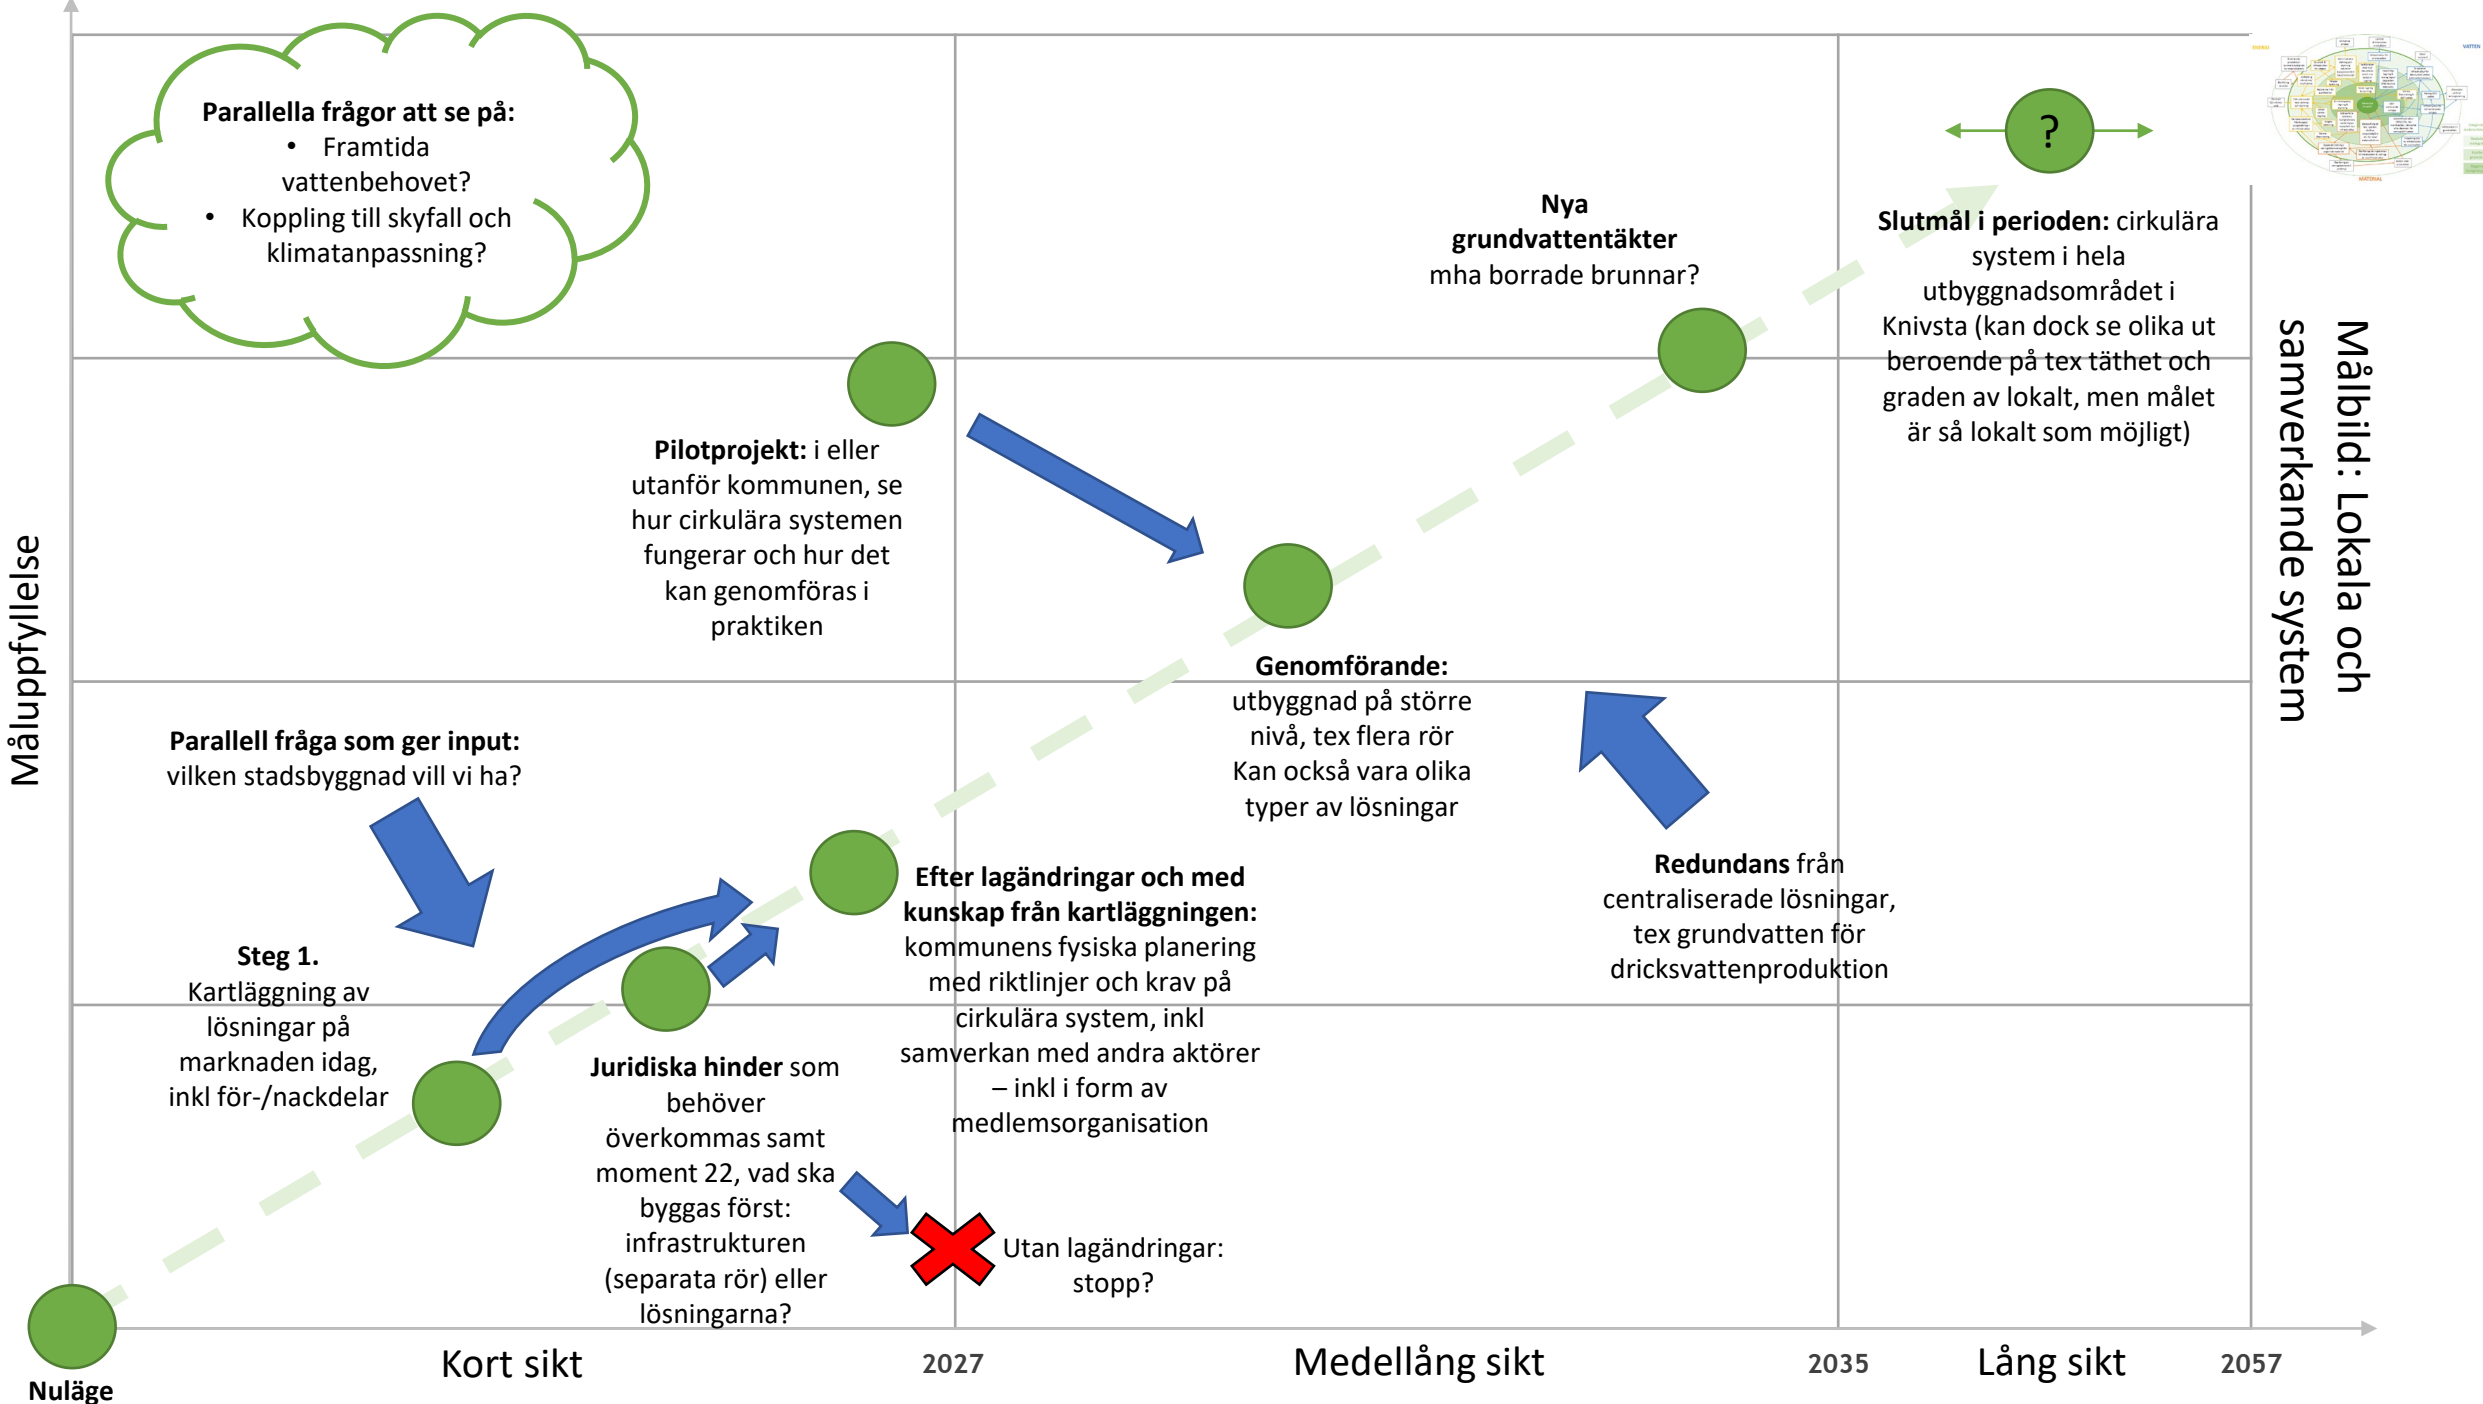 Parallella frågor att se på:
• Framtida
vattenbehovet?
• Koppling till skyfall och
klimatanpassning?
ENERGI
VATTEN
MATERIAL
?
Nya
grundvattentäkter
mha borrade brunnar?
Slutmål i perioden: cirkulära
system i hela
utbyggnadsområdet i
Knivsta (kan dock se olika ut
beroende på tex täthet och
graden av lokalt, men målet
är så lokalt som möjligt)
Målbild: Lokala och
samverkande system
Pilotprojekt: i eller
utanför kommunen, se
hur cirkulära systemen
fungerar och hur det
kan genomföras i
praktiken
Måluppfyllelse
Genomförande:
utbyggnad på större
nivå, tex flera rör
Kan också vara olika
typer av lösningar
Parallell fråga som ger input:
vilken stadsbyggnad vill vi ha?
Redundans från
centraliserade lösningar,
tex grundvatten för
dricksvattenproduktion
Efter lagändringar och med
kunskap från kartläggningen:
kommunens fysiska planering
med riktlinjer och krav på
cirkulära system, inkl
samverkan med andra aktörer
– inkl i form av
medlemsorganisation
Steg 1.
Kartläggning av
lösningar på
marknaden idag,
inkl för-/nackdelar
Juridiska hinder som
behöver
överkommas samt
moment 22, vad ska
byggas först:
infrastrukturen
(separata rör) eller
lösningarna?
Utan lagändringar:
stopp?
Kort sikt
2027
Medellång sikt
2035
Lång sikt
2057
Nuläge